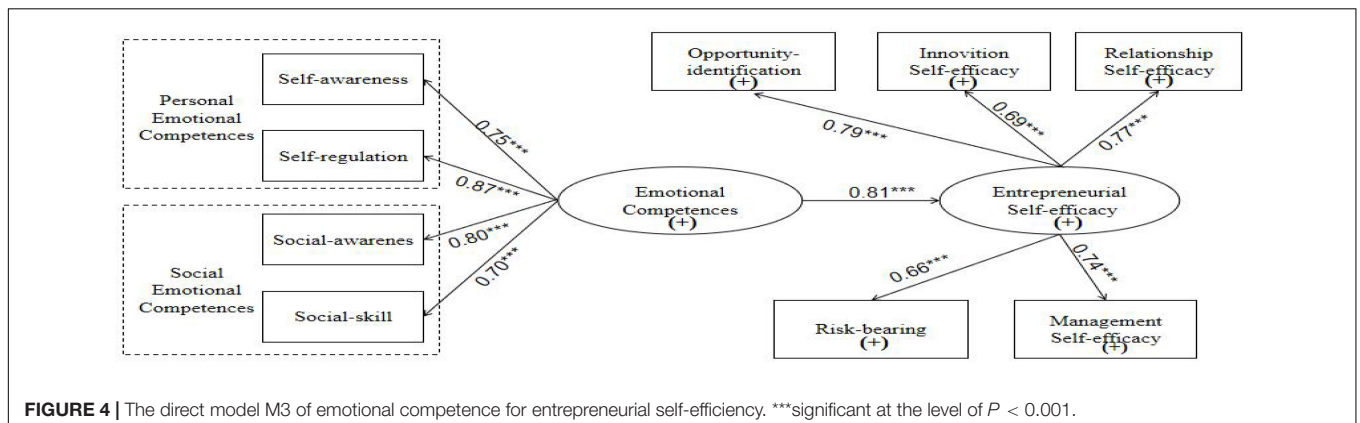 Personal
Emotional
Competences
Self-awareness
Self-regulation
Social
Emotional
Competences
Social-awarenes
Social-skill
0.75***
0.87***
0.80***
0.70***
Emotional
Competences
(+)
0.81***
Entrepreneurial
Self-efficacy
(+)
Opportunity-
identification
(+)
Innovition
Self-efficacy
(+)
Relationship
Self-efficacy
(+)
0.79***
0.69***
0.77***
0.66***
0.74***
Risk-bearing
(+)
Management
Self-efficacy
(+)
FIGURE 4 | The direct model M3 of emotional competence for entrepreneurial self-efficiency. ***significant at the level of P < 0.001.